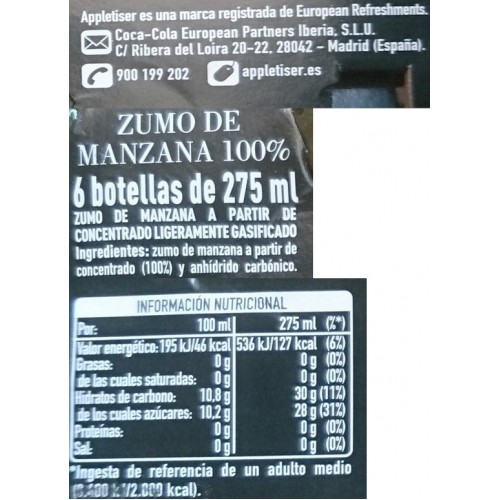 Appletiser es una marca registrada de European Refreshments.
Coca-Cola European Partners Iberia, S.L.U.
C/ Ribera del Loira 20-22, 28042 - Madrid (España).
900 199 202 appletiser.es
ZUMO DE
MANZANA 100%
6 botellas de 275 ml
ZUMO DE MANZANA A PARTIR DE
CONCENTRADO LIGERAMENTE GASIFICADO
Ingredientes: zumo de manzana a partir de
concentrado (100%) y anhídrido carbónico.
INFORMACIÓN NUTRICIONAL
Por: 100 ml 275 ml (%*)
Valor energético: 195 kJ/46 kcal 536 kJ/127 kcal (6%)
Grasas: 0 g 0 g (0%)
de las cuales saturadas: 0 g 0 g (0%)
Hidratos de carbono: 10,8 g 30 g (11%)
de los cuales azúcares: 10,2 g 28 g (31%)
Proteínas: 0 g 0 g (0%)
Sal: 0 g 0 g (0%)
*Ingesta de referencia de un adulto medio
(8.400 kJ/2.000 kcal).